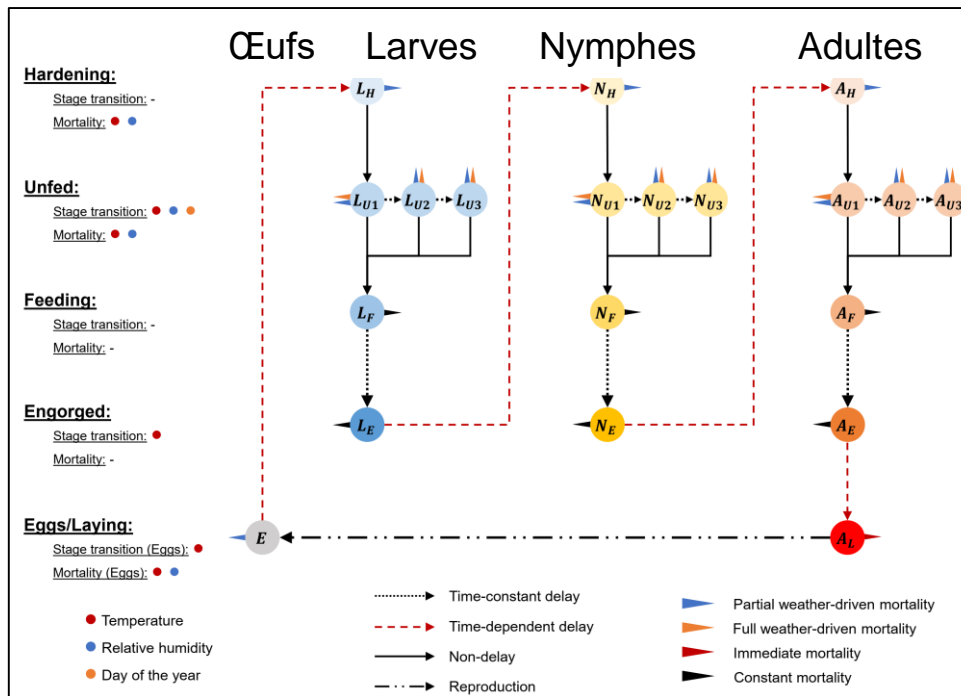 Œufs Larves Nymphes Adultes
Hardening:
Stage transition: -
Mortality:
L_H N_H A_H
Unfed:
Stage transition:
Mortality:
L_U1 L_U2 L_U3 N_U1 N_U2 N_U3 A_U1 A_U2 A_U3
Feeding:
Stage transition: -
Mortality: -
L_F N_F A_F
Engorged:
Stage transition:
Mortality: -
L_E N_E A_E
Eggs/Laying:
Stage transition (Eggs):
Mortality (Eggs):
E A_L
Temperature
Relative humidity
Day of the year
Time-constant delay
Time-dependent delay
Non-delay
Reproduction
Partial weather-driven mortality
Full weather-driven mortality
Immediate mortality
Constant mortality